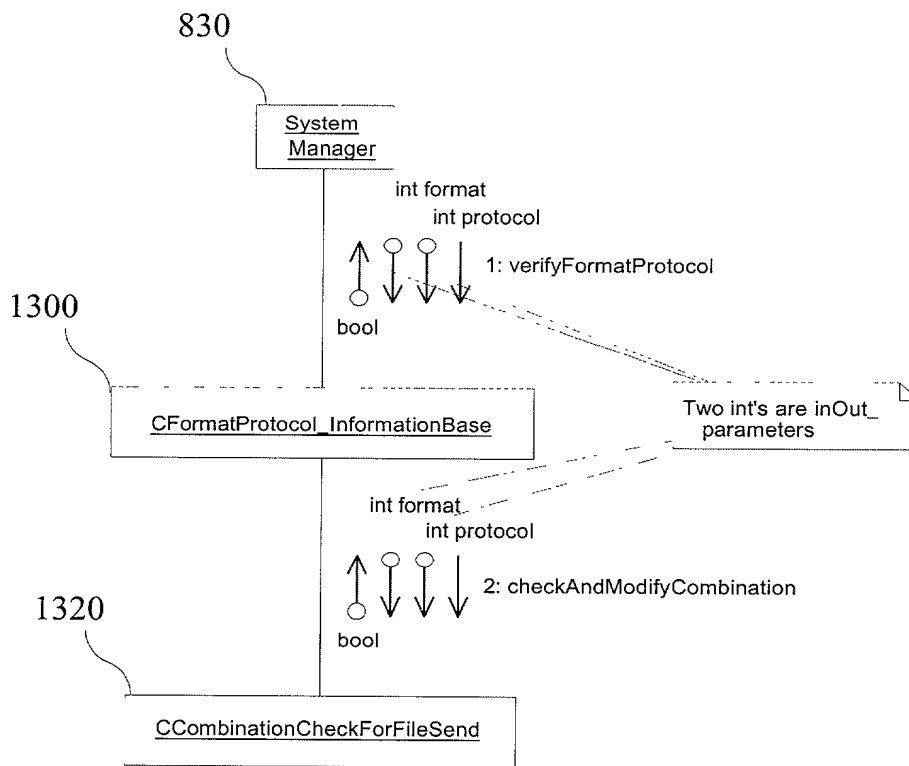 830
System
Manager
int format
int protocol
1: verifyFormatProtocol
bool
1300
CFormatProtocol_InformationBase
Two int's are inOut_
parameters
int format
int protocol
2: checkAndModifyCombination
bool
1320
CCombinationCheckForFileSend